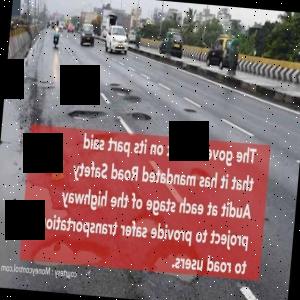 The gove t on its part said
that it has mandated Road Safety
Audit at each stage of the highway
project to provide safer transportatio
to road users.
courtesy : Moneycontrol.com